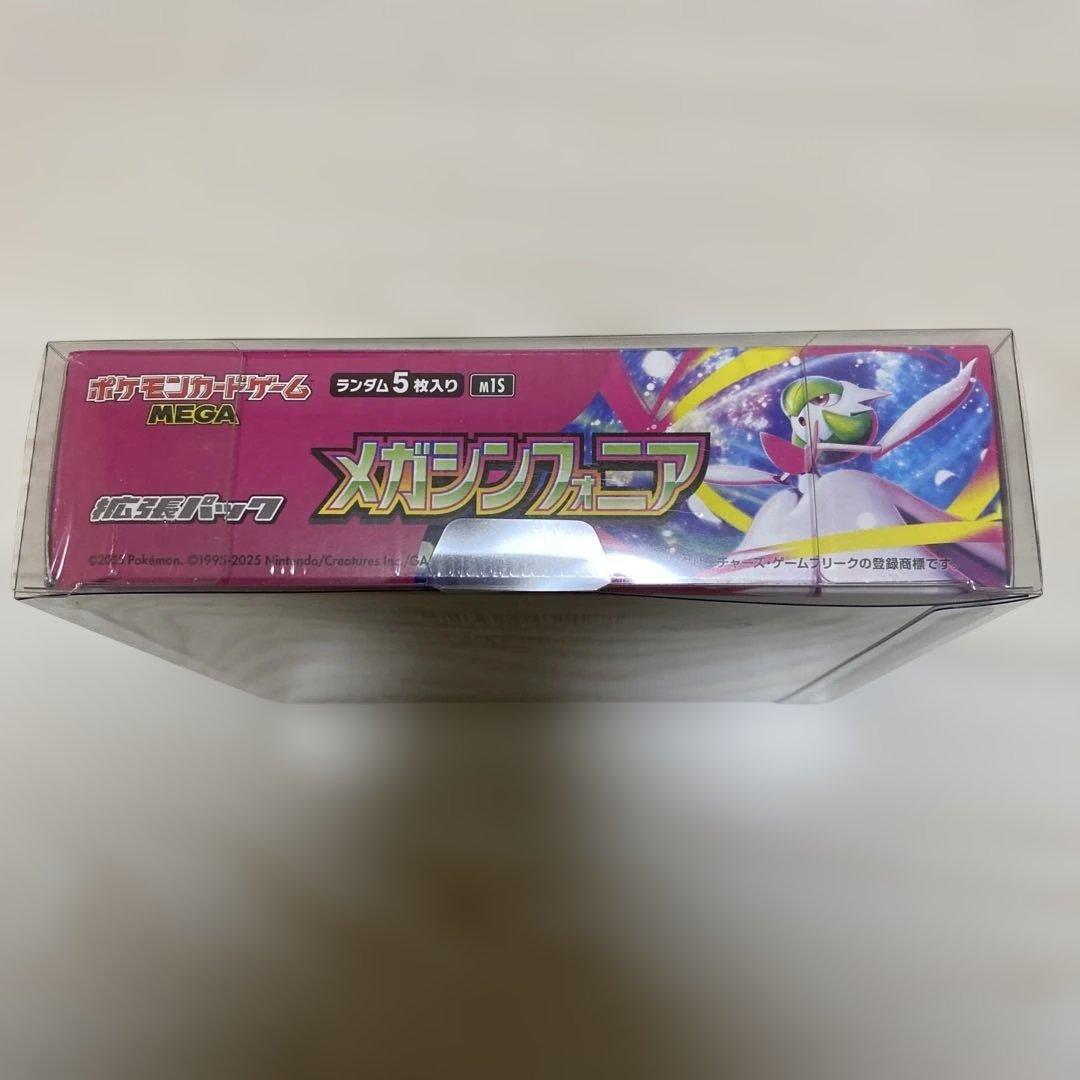 ポケモンカードゲーム
MEGA
ランダム5枚入り
M1S
メガシンフォニア
拡張パック
©2025 Pokémon. ©1995-2025 Nintendo/Creatures Inc./GA
チャーズ・ゲームフリークの登録商標です。